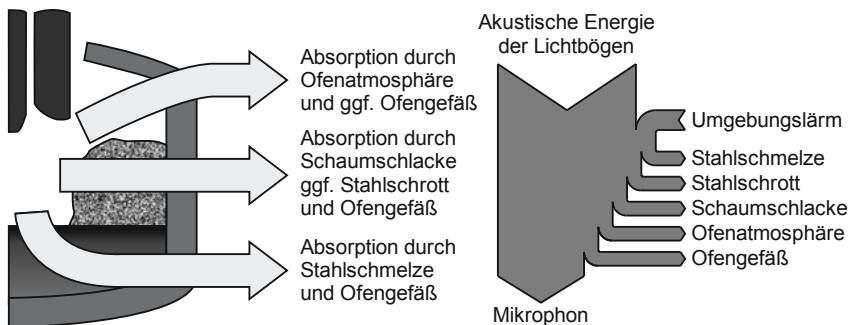 Absorption durch
Ofenatmosphäre
und ggf. Ofengefäß
Absorption durch
Schaumschlacke
ggf. Stahlschrott
und Ofengefäß
Absorption durch
Stahlschmelze
und Ofengefäß
Akustische Energie
der Lichtbögen
Umgebungslärm
Stahlschmelze
Stahlschrott
Schaumschlacke
Ofenatmosphäre
Ofengefäß
Mikrophon